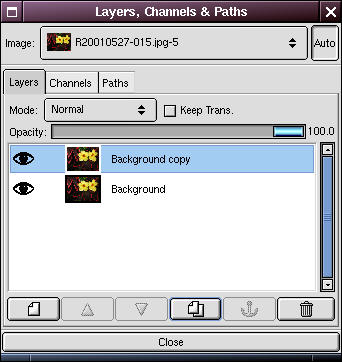 Layers, Channels & Paths
Image: R20010527-015.jpg-5 Auto
Layers Channels Paths
Mode: Normal Keep Trans.
Opacity: 100.0
Background copy
Background
Close